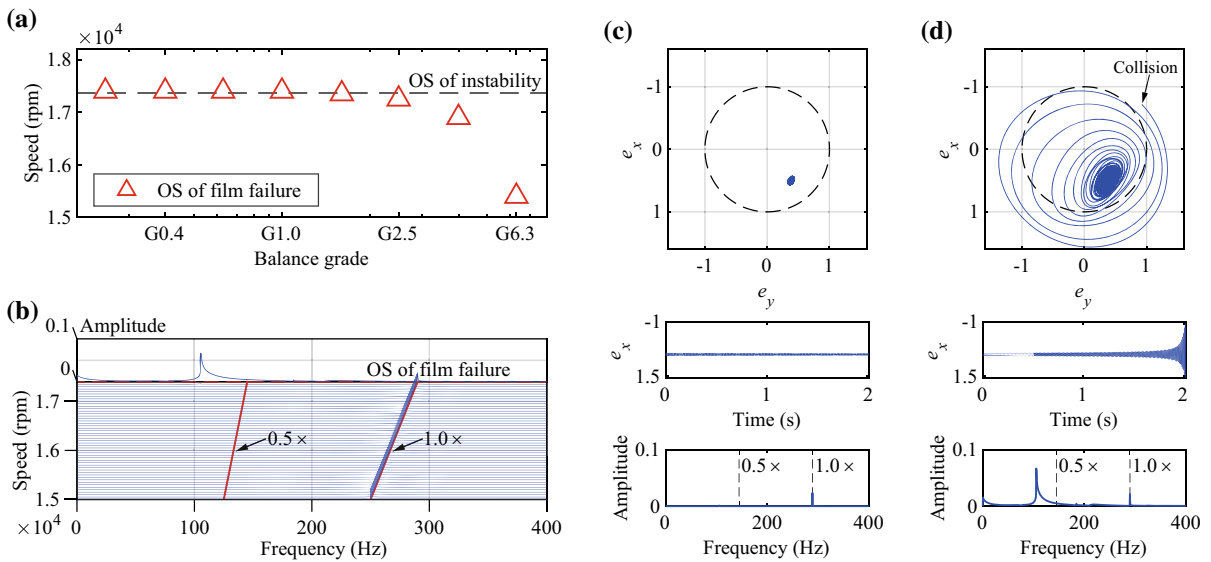 (a)
×10⁴
1.8
1.7
1.6
1.5
Speed (rpm)
OS of instability
OS of film failure
G0.4
G1.0
G2.5
G6.3
Balance grade
(b)
0.1
Amplitude
0
OS of film failure
1.7
1.6
1.5
Speed (rpm)
0.5×
1.0×
×10⁴
0
100
200
300
400
Frequency (Hz)
(c)
-1
0
1
e_x
-1
0
1
e_y
-1
1.5
e_x
0
1
2
Time (s)
0.1
0
Amplitude
0.5×
1.0×
0
200
400
Frequency (Hz)
(d)
Collision
-1
0
1
e_x
-1
0
1
e_y
-1
1.5
e_x
0
1
2
Time (s)
0.1
0
Amplitude
0.5×
1.0×
0
200
400
Frequency (Hz)